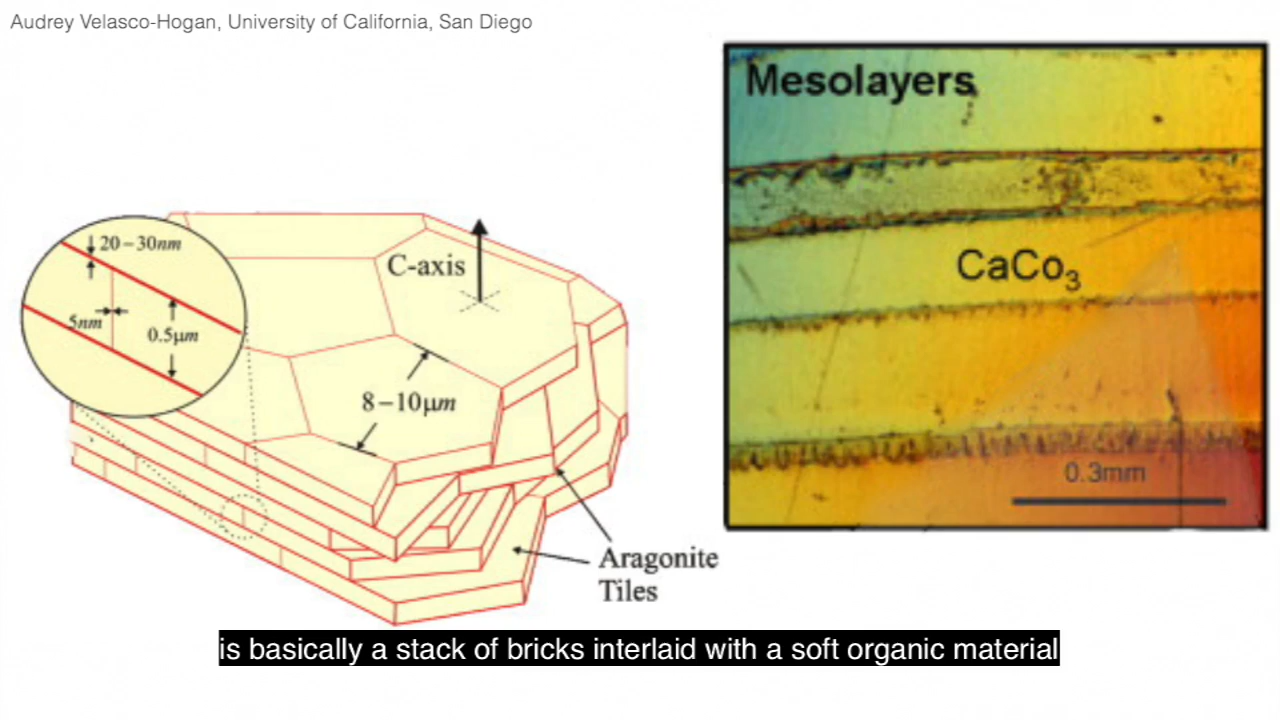 Audrey Velasco-Hogan, University of California, San Diego
Mesolayers
20–30nm
C-axis
CaCo₃
5nm
0.5μm
8–10μm
0.3mm
Aragonite
Tiles
is basically a stack of bricks interlaid with a soft organic material